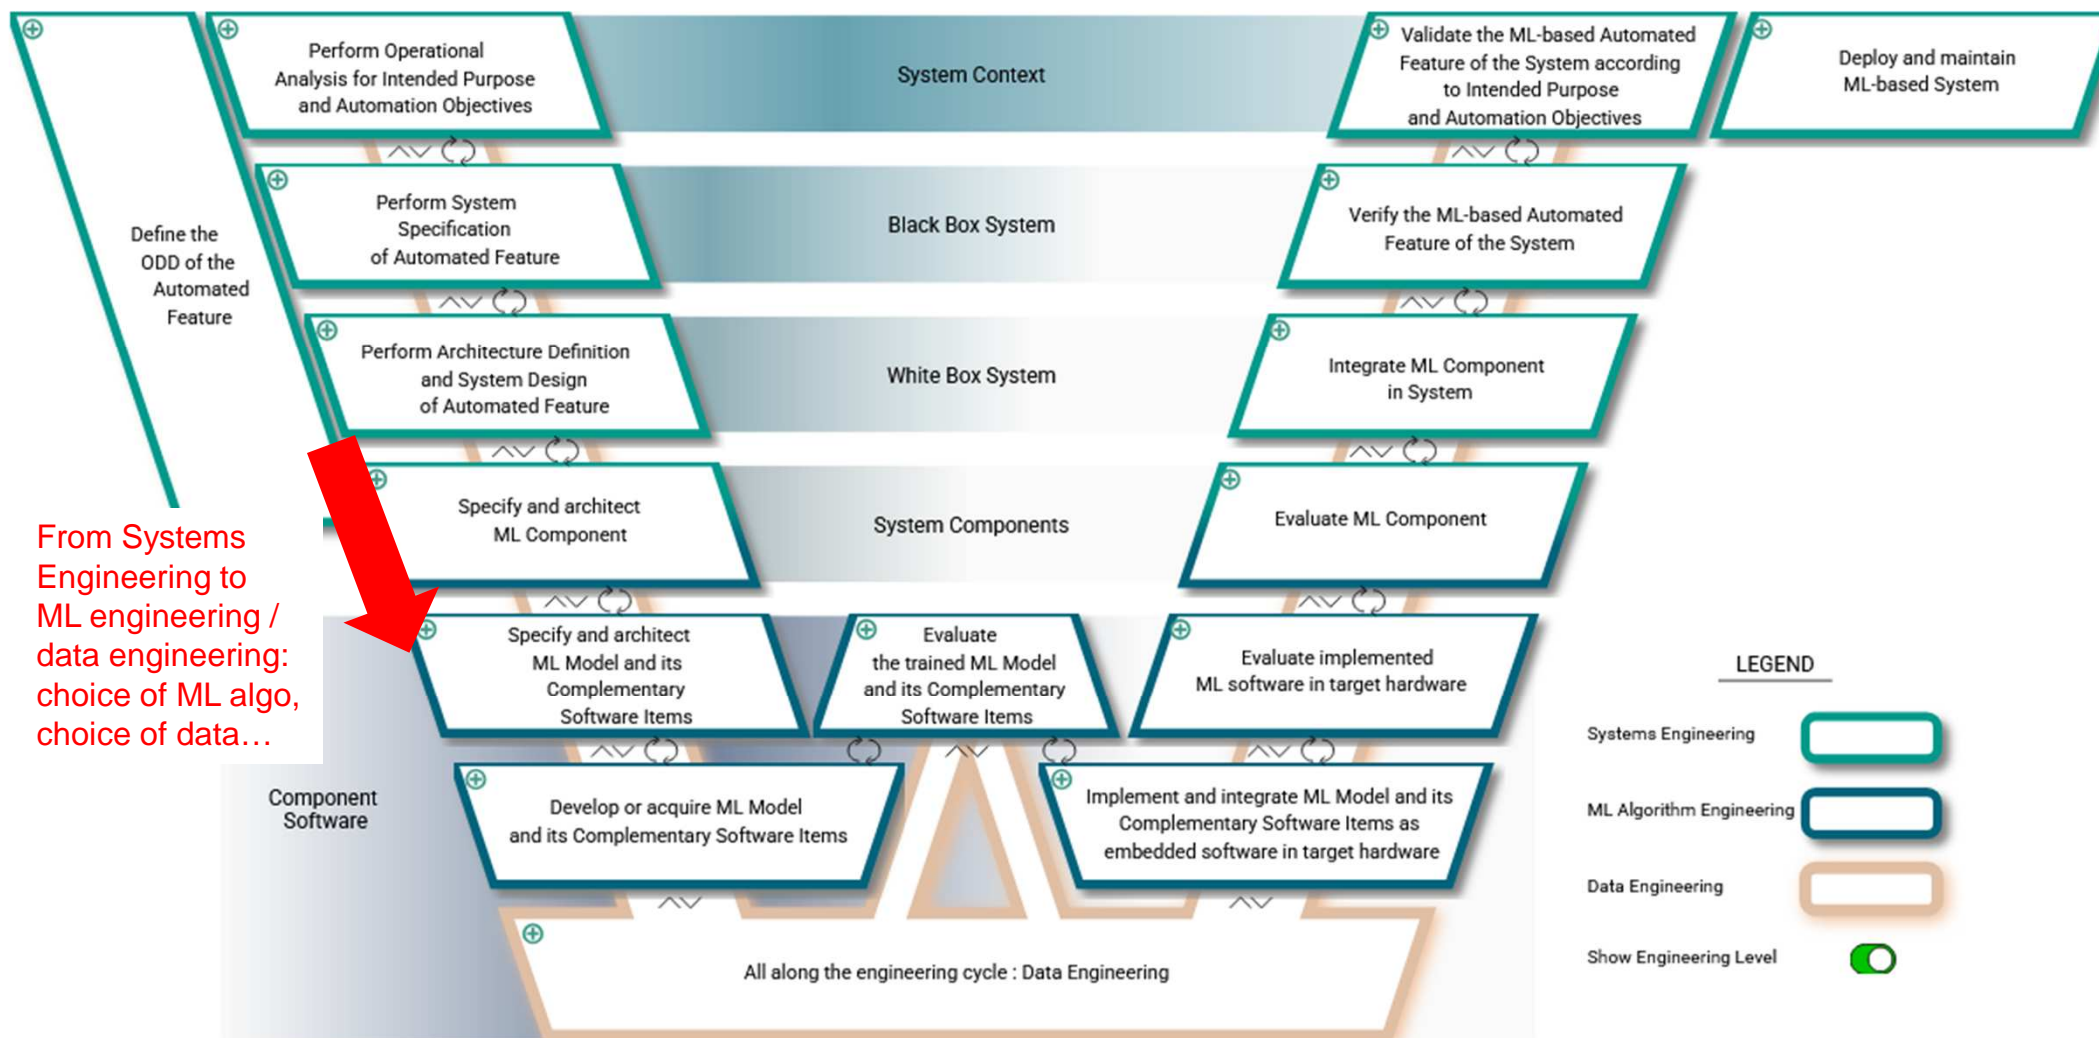 Perform Operational
Analysis for Intended Purpose
and Automation Objectives
System Context
Validate the ML-based Automated
Feature of the System according
to Intended Purpose
and Automation Objectives
Deploy and maintain
ML-based System
Define the
ODD of the
Automated
Feature
Perform System
Specification
of Automated Feature
Black Box System
Verify the ML-based Automated
Feature of the System
Perform Architecture Definition
and System Design
of Automated Feature
White Box System
Integrate ML Component
in System
Specify and architect
ML Component
System Components
Evaluate ML Component
From Systems
Engineering to
ML engineering /
data engineering:
choice of ML algo,
choice of data…
Specify and architect
ML Model and its
Complementary
Software Items
Evaluate
the trained ML Model
and its Complementary
Software Items
Evaluate implemented
ML software in target hardware
Component
Software
Develop or acquire ML Model
and its Complementary Software Items
Implement and integrate ML Model and its
Complementary Software Items as
embedded software in target hardware
All along the engineering cycle : Data Engineering
LEGEND
Systems Engineering
ML Algorithm Engineering
Data Engineering
Show Engineering Level